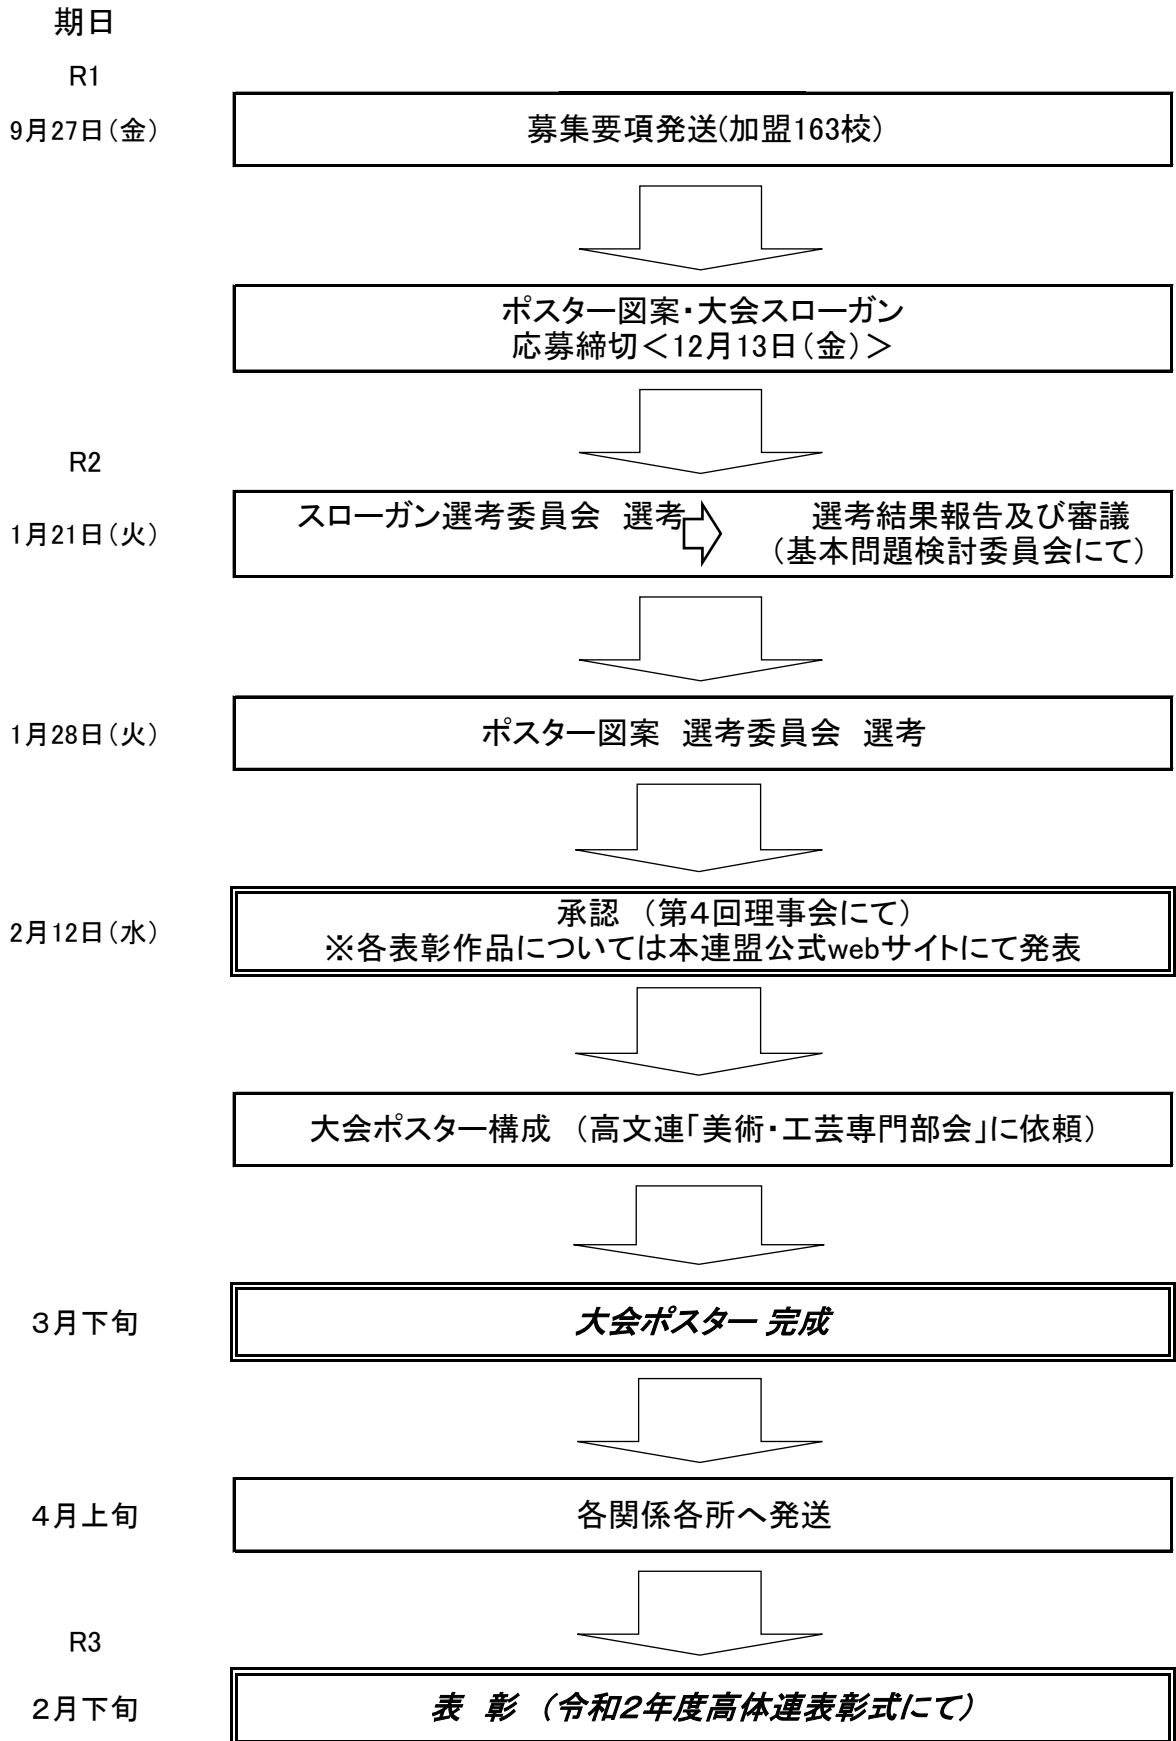 期日
R1
9月27日（金）
募集要項発送(加盟163校）
ポスター図案・大会スローガン
応募締切＜12月13日（金）＞
R2
1月21日（火）
スローガン選考委員会　選考
選考結果報告及び審議
（基本問題検討委員会にて）
1月28日（火）
ポスター図案　選考委員会　選考
2月12日（水）
承認　（第４回理事会にて）
※各表彰作品については本連盟公式webサイトにて発表
大会ポスター構成　（高文連「美術・工芸専門部会」に依頼）
３月下旬
大会ポスター 完成
４月上旬
各関係各所へ発送
R3
２月下旬
表　彰　（令和２年度高体連表彰式にて）